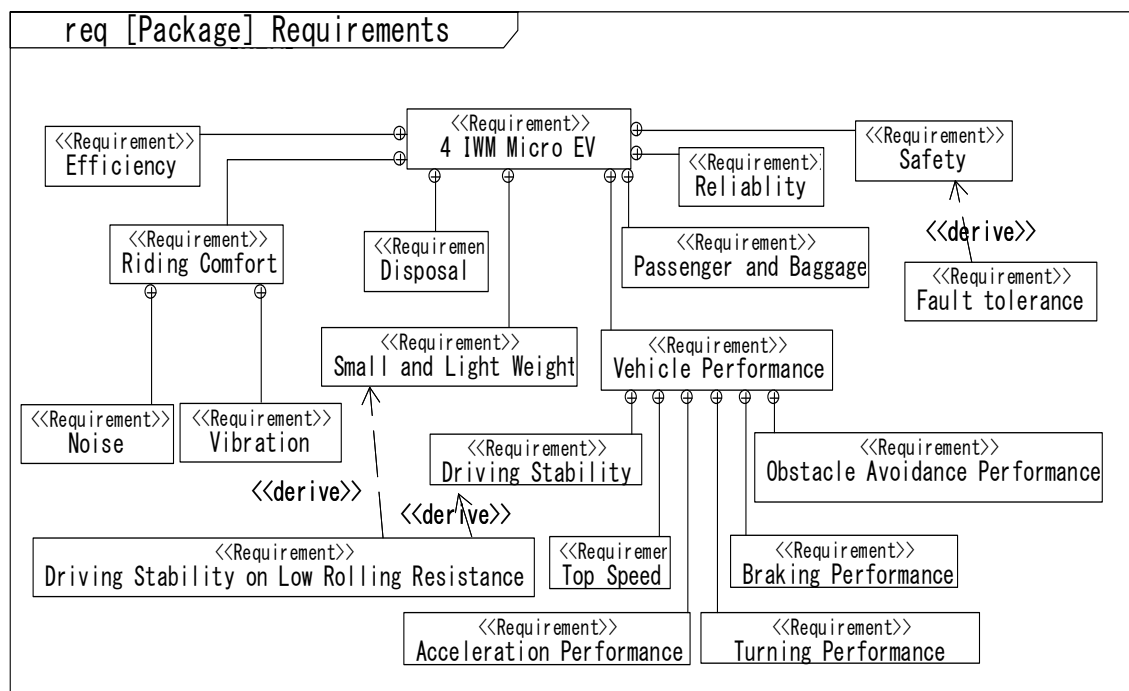 req [Package] Requirements
<<Requirement>>
4 IWM Micro EV
<<Requirement>>
Efficiency
<<Requirement>>
Safety
<<Requirement>>
Reliablity
<<derive>>
<<Requirement>>
Riding Comfort
<<Requiremen
Disposal
<<Requirement>>
Passenger and Baggage
<<Requirement>>
Fault tolerance
<<Requirement>>
Small and Light Weight
<<Requirement>>
Vehicle Performance
<<Requirement>>
Noise
<<Requirement>>
Vibration
<<Requirement>>
Driving Stability
<<Requirement>>
Obstacle Avoidance Performance
<<derive>>
<<derive>>
<<Requirement>>
Driving Stability on Low Rolling Resistance
<<Requiremer
Top Speed
<<Requirement>>
Braking Performance
<<Requirement>>
Acceleration Performance
<<Requirement>>
Turning Performance